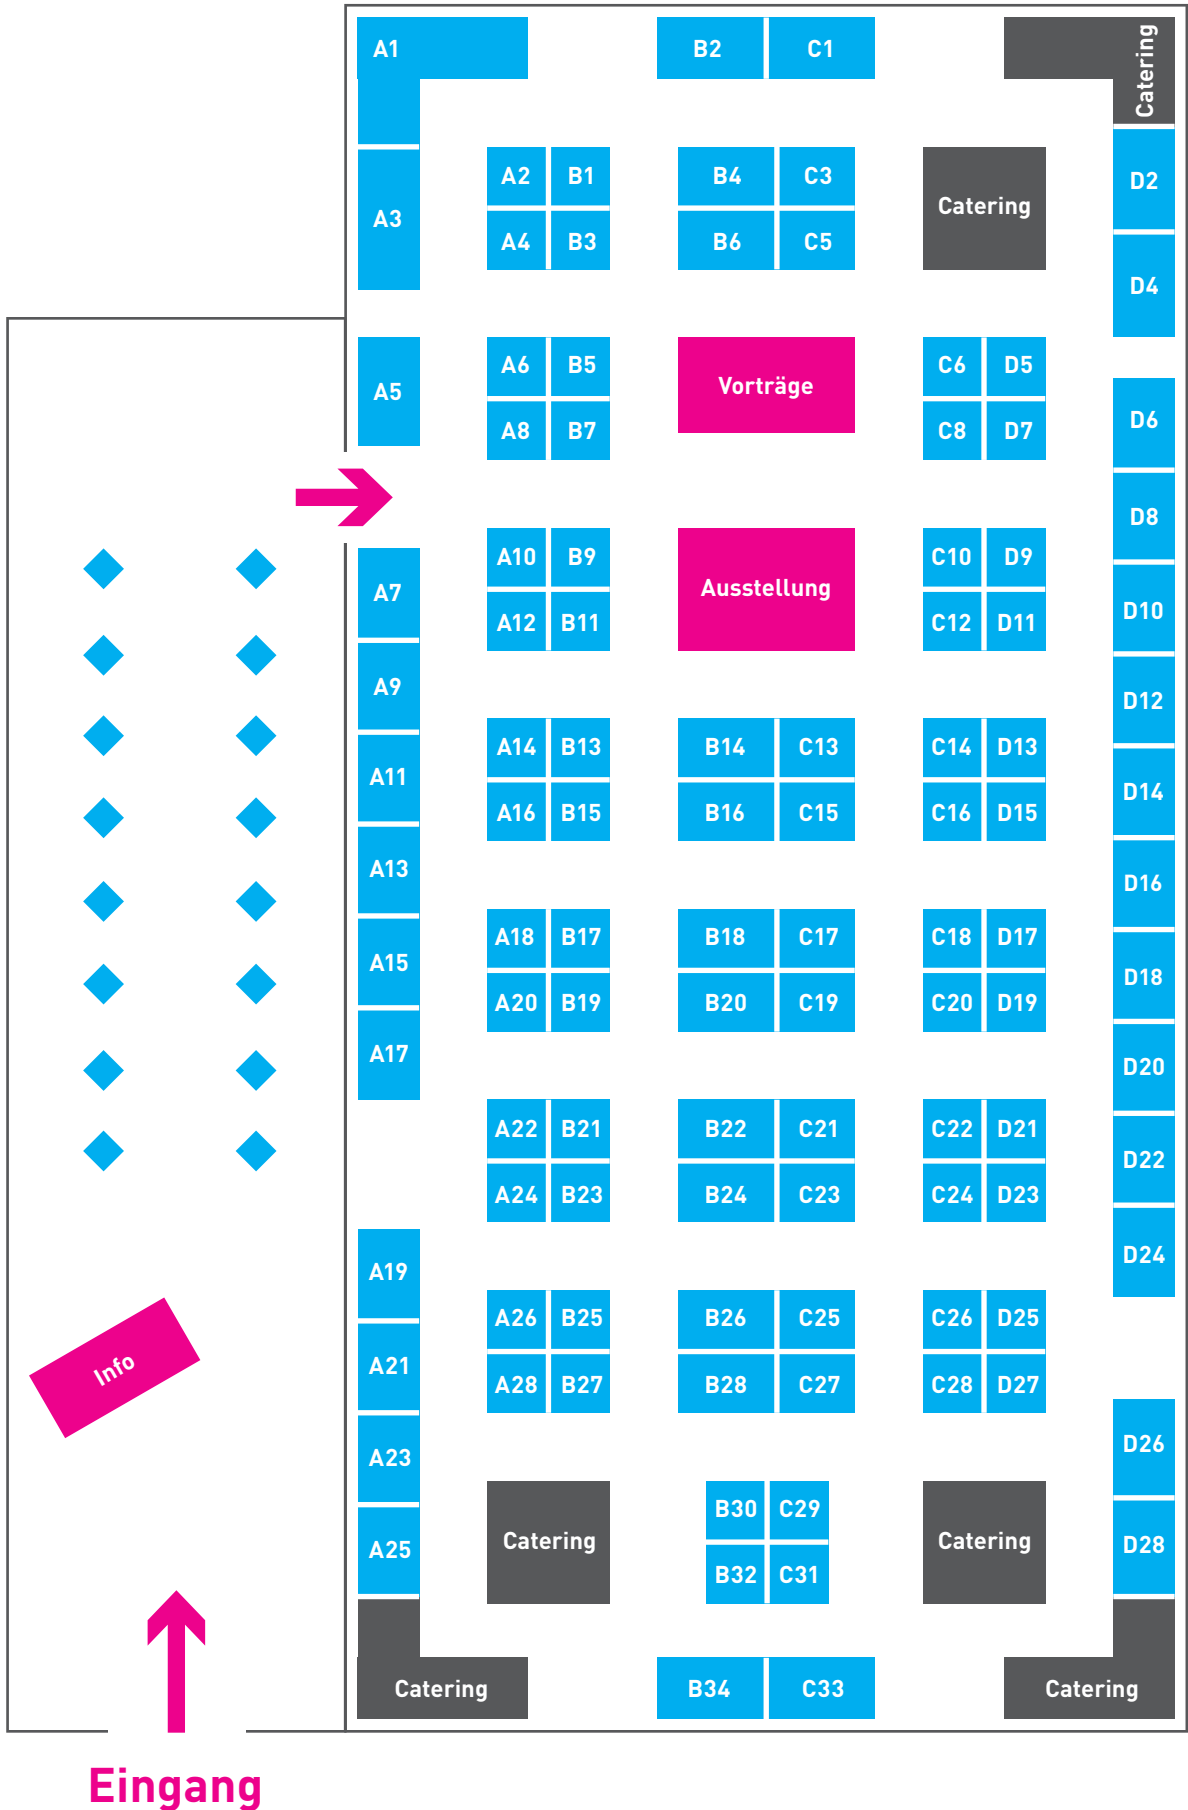 A1
B2 C1
Catering
A2 B1
B4 C3
D2
A3
Catering
A4 B3
B6 C5
D4
A6 B5
C6 D5
Vorträge
A5
D6
A8 B7
C8 D7
D8
A10 B9
C10 D9
Ausstellung
A7
D10
A12 B11
C12 D11
A9
D12
A14 B13
B14 C13
C14 D13
A11
D14
A16 B15
B16 C15
C16 D15
A13
D16
A18 B17
B18 C17
C18 D17
A15
D18
A20 B19
B20 C19
C20 D19
A17
D20
A22 B21
B22 C21
C22 D21
D22
A24 B23
B24 C23
C24 D23
D24
A19
A26 B25
B26 C25
C26 D25
Info
A21
A28 B27
B28 C27
C28 D27
D26
A23
B30 C29
Catering
Catering
D28
A25
B32 C31
Catering
B34 C33
Catering
Eingang